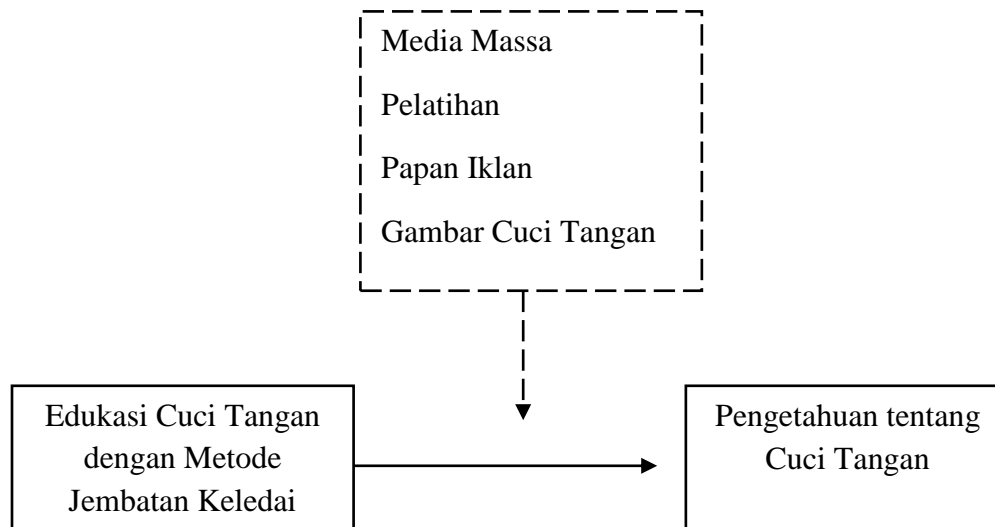 Media Massa
Pelatihan
Papan Iklan
Gambar Cuci Tangan
Edukasi Cuci Tangan
dengan Metode
Jembatan Keledai
Pengetahuan tentang
Cuci Tangan